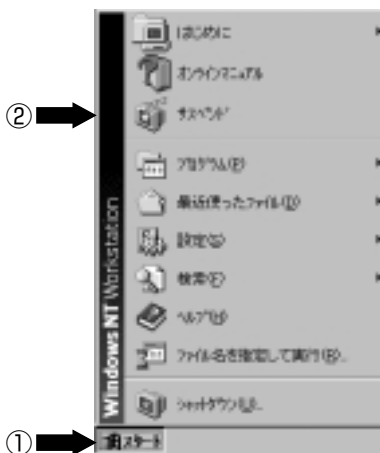 はじめに
オンラインマニュアル
② サスペンド
プログラム(P)
最近使ったファイル(D)
設定(S)
検索(F)
ヘルプ(H)
ファイル名を指定して実行(R)...
シャットダウン(U)...
Windows NT Workstation
① スタート